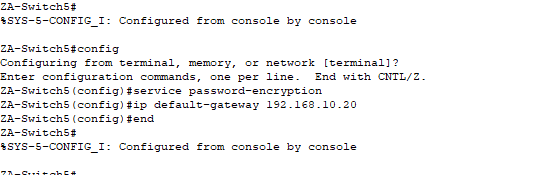 ZA-Switch5#
%SYS-5-CONFIG_I: Configured from console by console
ZA-Switch5#config
Configuring from terminal, memory, or network [terminal]?
Enter configuration commands, one per line.  End with CNTL/Z.
ZA-Switch5(config)#service password-encryption
ZA-Switch5(config)#ip default-gateway 192.168.10.20
ZA-Switch5(config)#end
ZA-Switch5#
%SYS-5-CONFIG_I: Configured from console by console
ZA-Switch5#